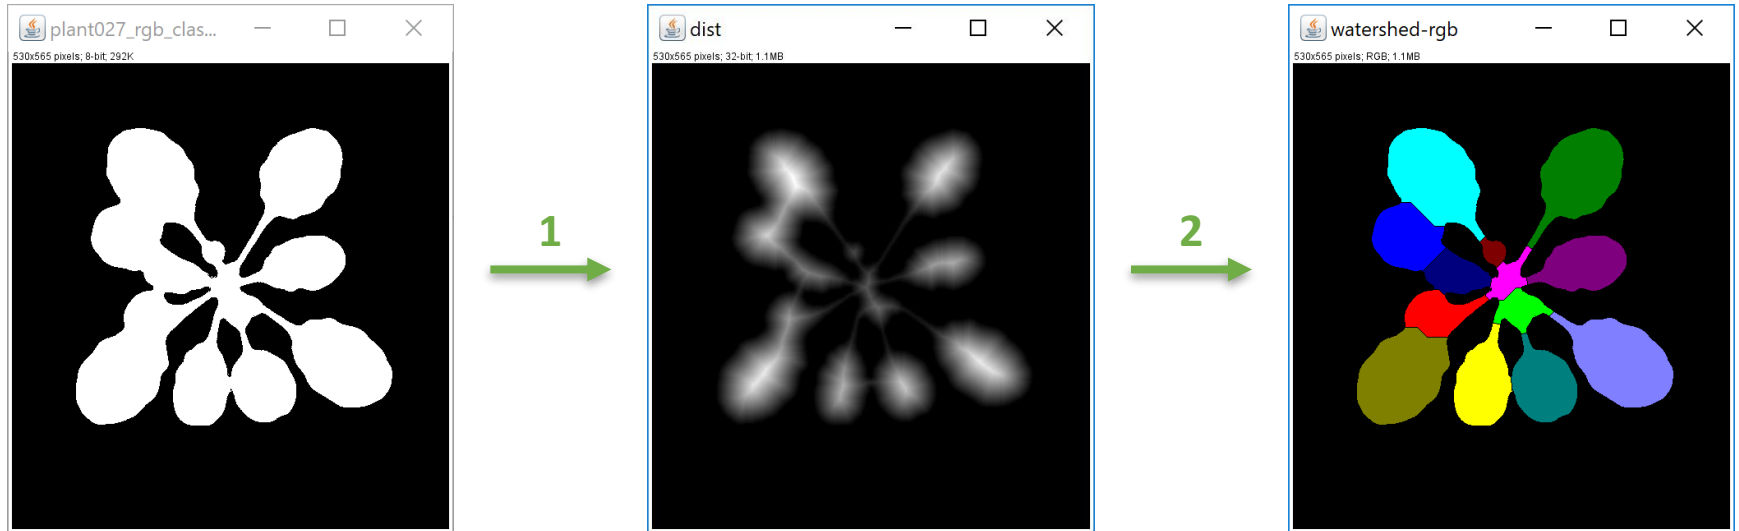 plant027_rgb_clas...
530x565 pixels; 8-bit; 292K
1
dist
530x565 pixels; 32-bit; 1.1MB
2
watershed-rgb
530x565 pixels; RGB; 1.1MB